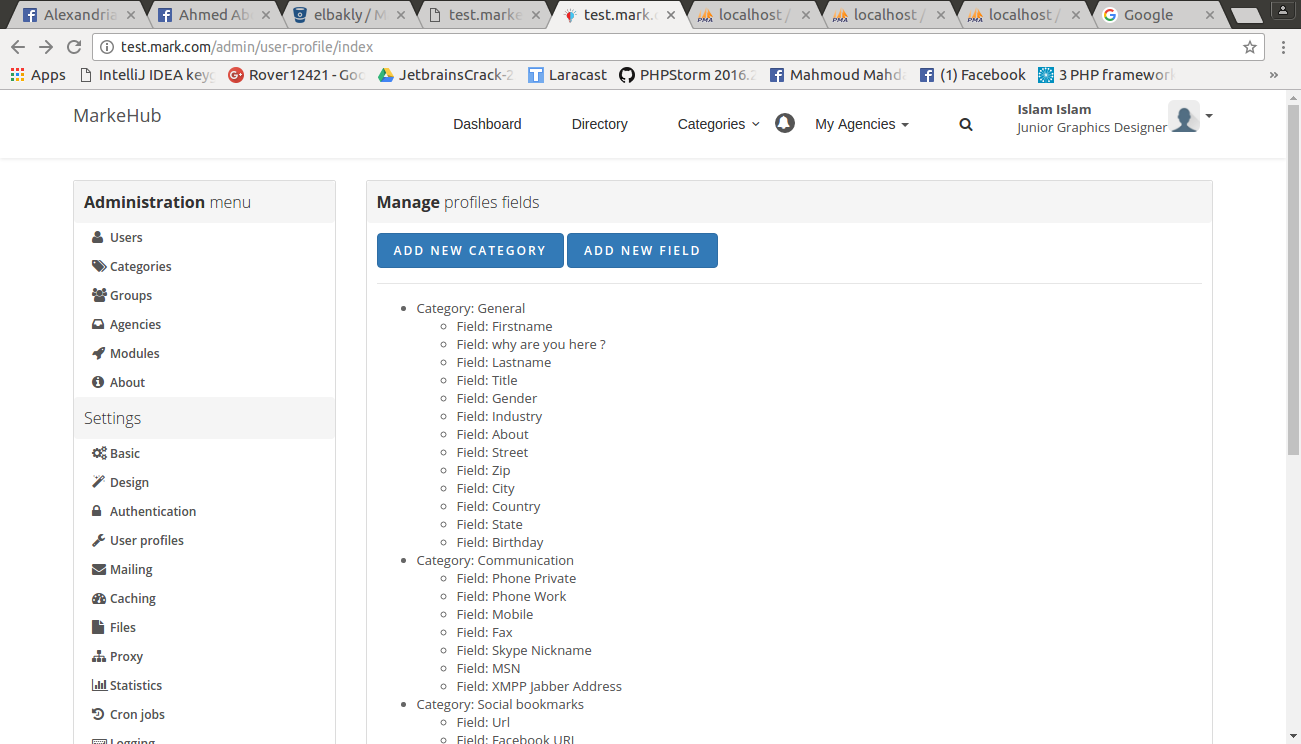 Alexandria
Ahmed Ab
elbakly / M
test.marke
test.mark.c
localhost /
localhost /
localhost /
Google
test.mark.com/admin/user-profile/index
Apps
IntelliJ IDEA keyg
Rover12421 - Goo
JetbrainsCrack-2
Laracast
PHPStorm 2016.2
Mahmoud Mahda
(1) Facebook
3 PHP framework
»
MarkeHub
Dashboard
Directory
Categories
My Agencies
Islam Islam
Junior Graphics Designer
Administration menu
Users
Categories
Groups
Agencies
Modules
About
Settings
Basic
Design
Authentication
User profiles
Mailing
Caching
Files
Proxy
Statistics
Cron jobs
Logging
Manage profiles fields
ADD NEW CATEGORY
ADD NEW FIELD
Category: General
Field: Firstname
Field: why are you here ?
Field: Lastname
Field: Title
Field: Gender
Field: Industry
Field: About
Field: Street
Field: Zip
Field: City
Field: Country
Field: State
Field: Birthday
Category: Communication
Field: Phone Private
Field: Phone Work
Field: Mobile
Field: Fax
Field: Skype Nickname
Field: MSN
Field: XMPP Jabber Address
Category: Social bookmarks
Field: Url
Field: Facebook URL